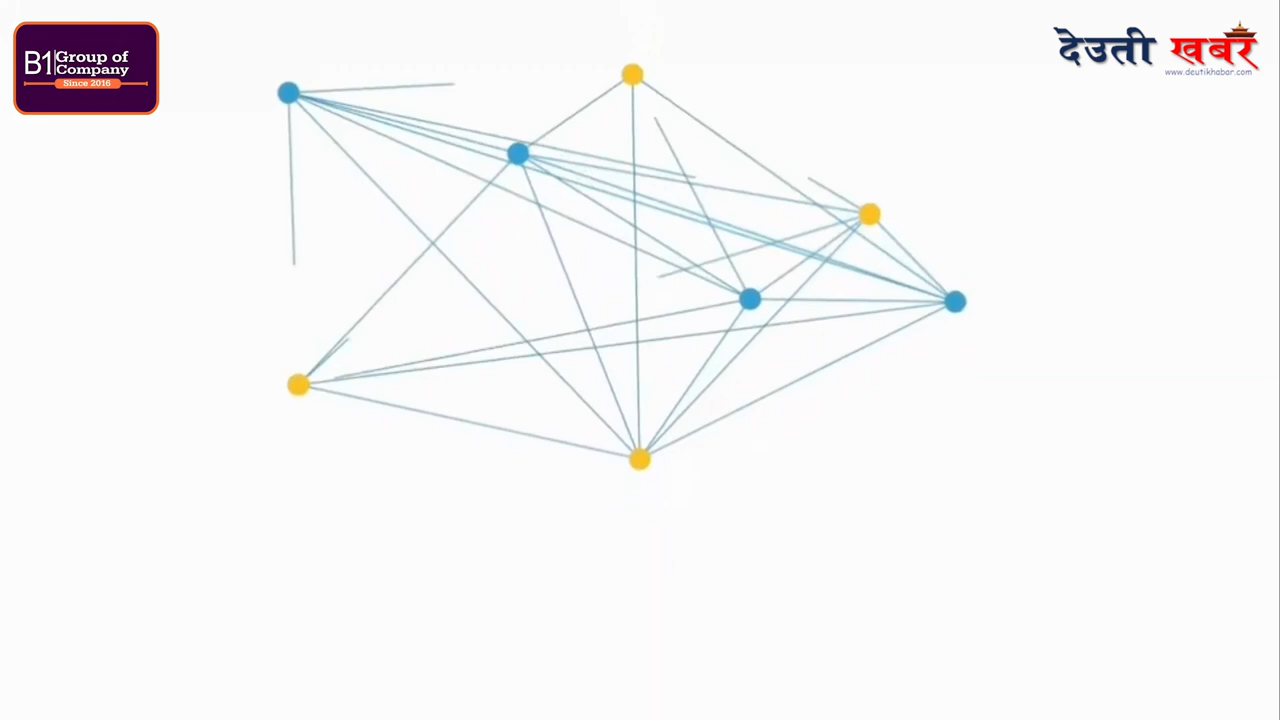 B1 Group of
Company
Since 2016
देउती खबर
www.deutikhabar.com